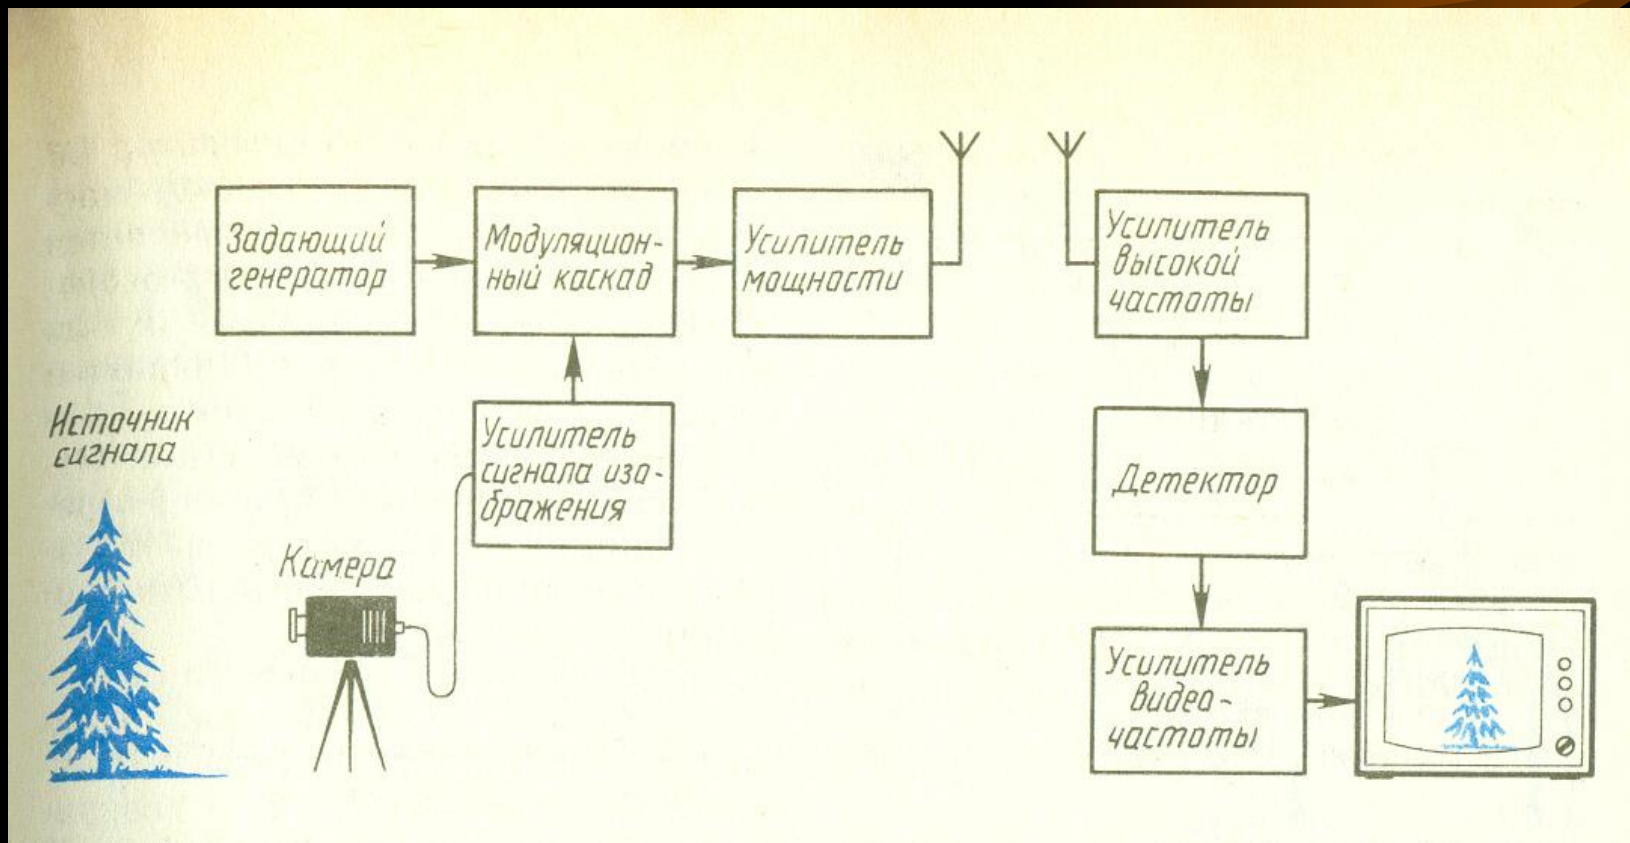 Задающий
генератор
Модуляцион-
ный каскад
Усилитель
мощности
Усилитель
высокой
частоты
Источник
сигнала
Усилитель
сигнала изо-
бражения
Детектор
Камера
Усилитель
видео-
частоты